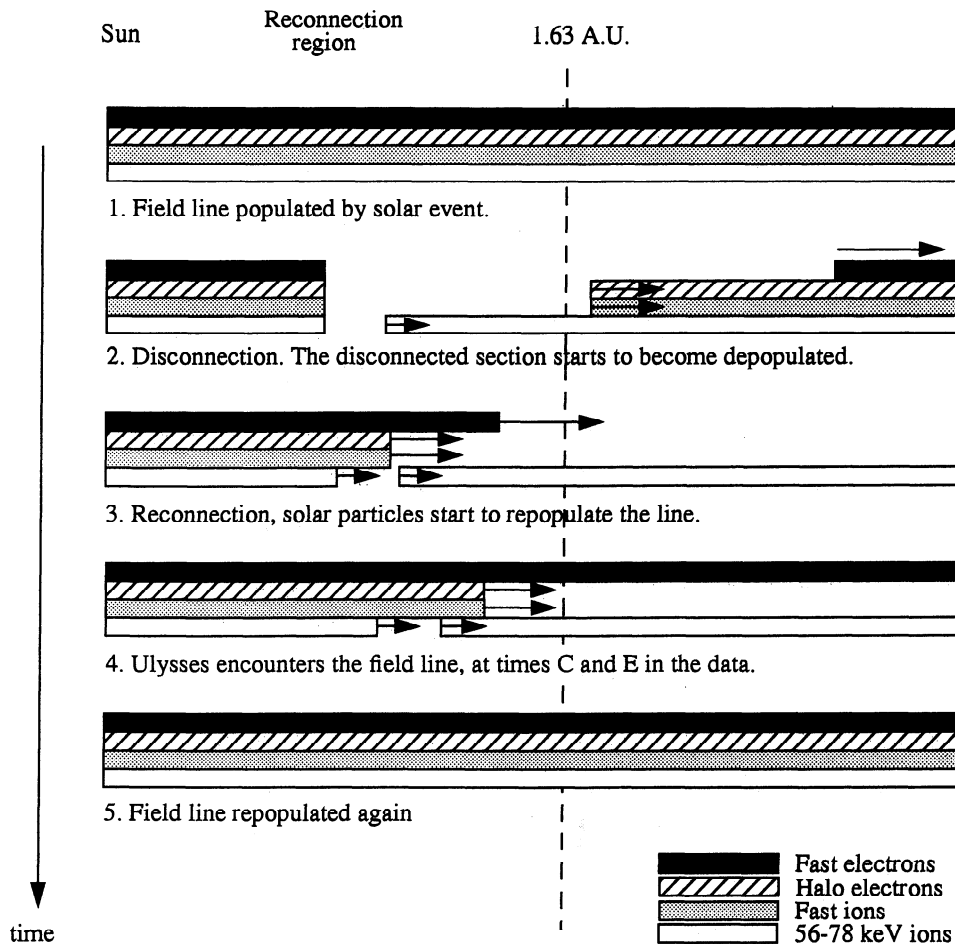 Sun
Reconnection
region
1.63 A.U.
1. Field line populated by solar event.
2. Disconnection. The disconnected section starts to become depopulated.
3. Reconnection, solar particles start to repopulate the line.
4. Ulysses encounters the field line, at times C and E in the data.
5. Field line repopulated again
Fast electrons
Halo electrons
Fast ions
56-78 keV ions
time